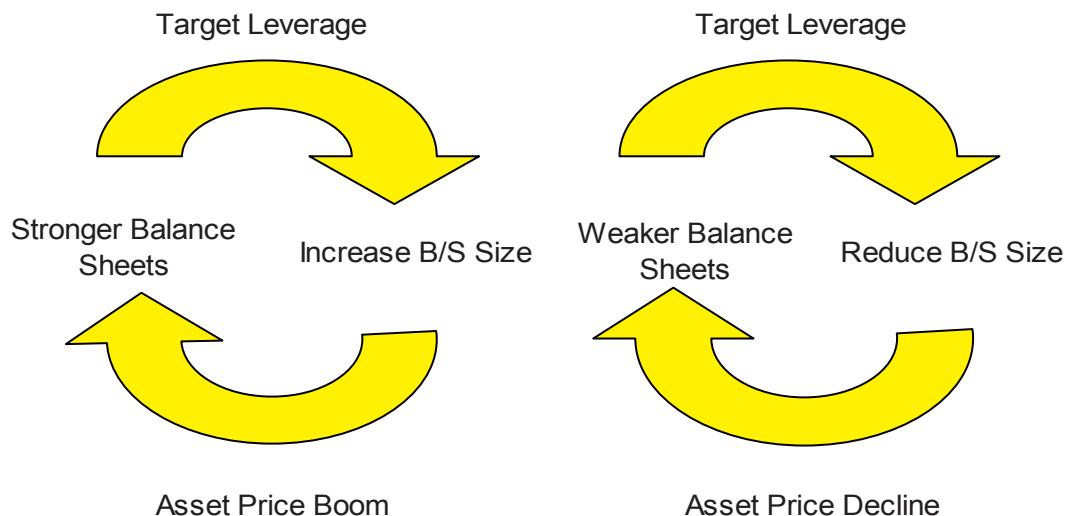 Target Leverage
Stronger Balance
Sheets
Increase B/S Size
Asset Price Boom
Target Leverage
Weaker Balance
Sheets
Reduce B/S Size
Asset Price Decline